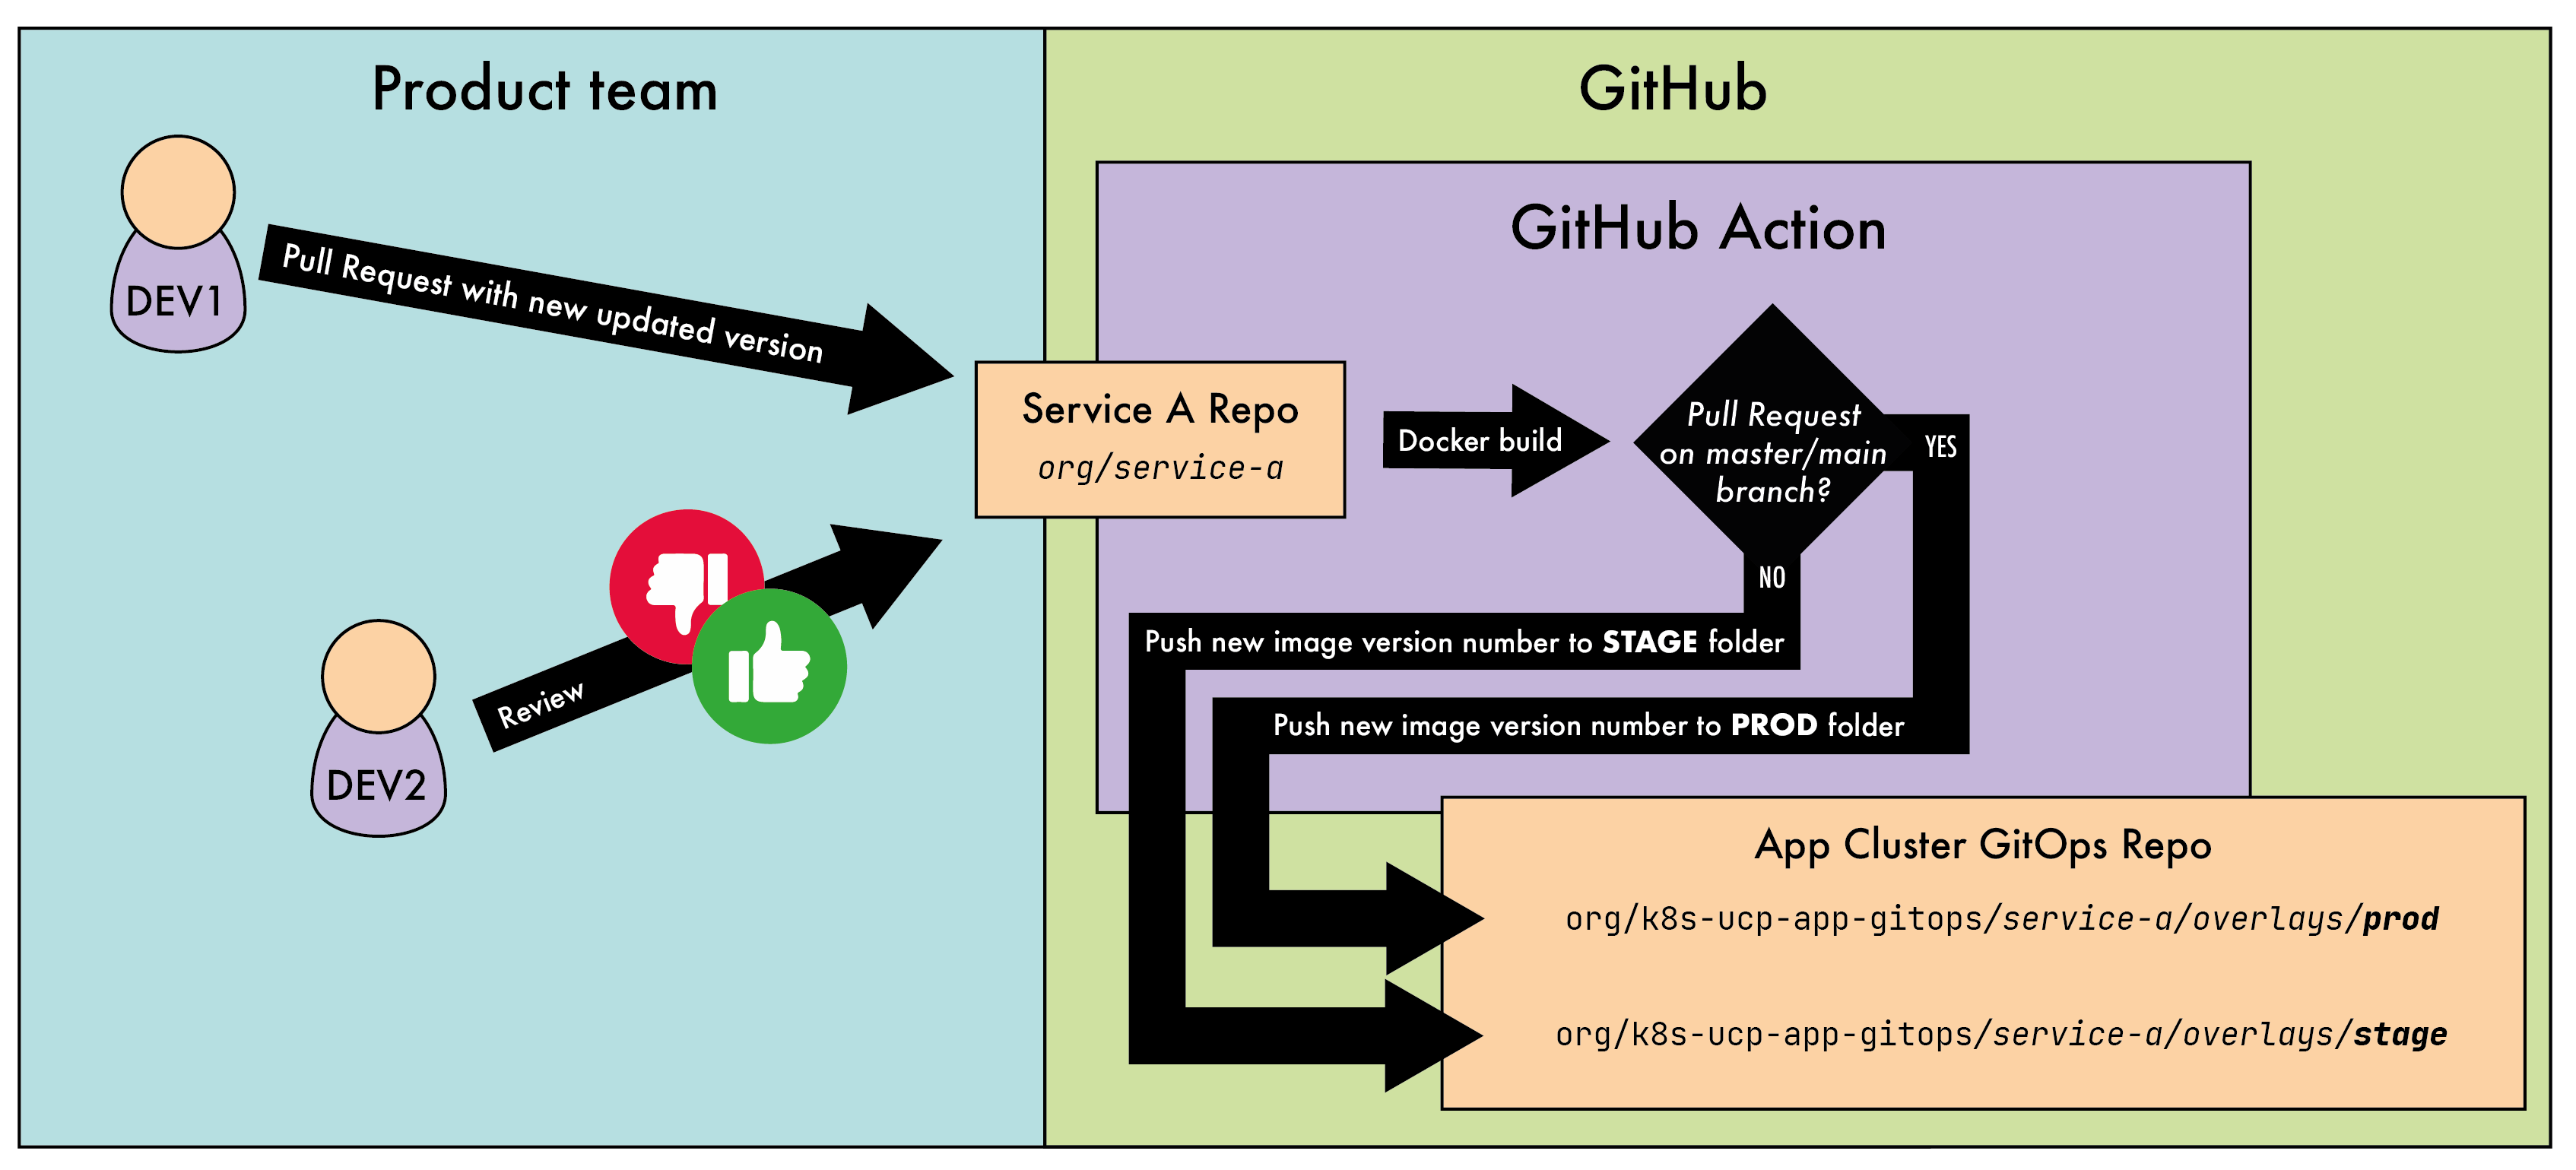 Product team
GitHub
GitHub Action
DEV1
Pull Request with new updated version
Service A Repo
org/service-a
Docker build
Pull Request
on master/main
branch?
YES
NO
Review
DEV2
Push new image version number to STAGE folder
Push new image version number to PROD folder
App Cluster GitOps Repo
org/k8s-ucp-app-gitops/service-a/overlays/prod
org/k8s-ucp-app-gitops/service-a/overlays/stage